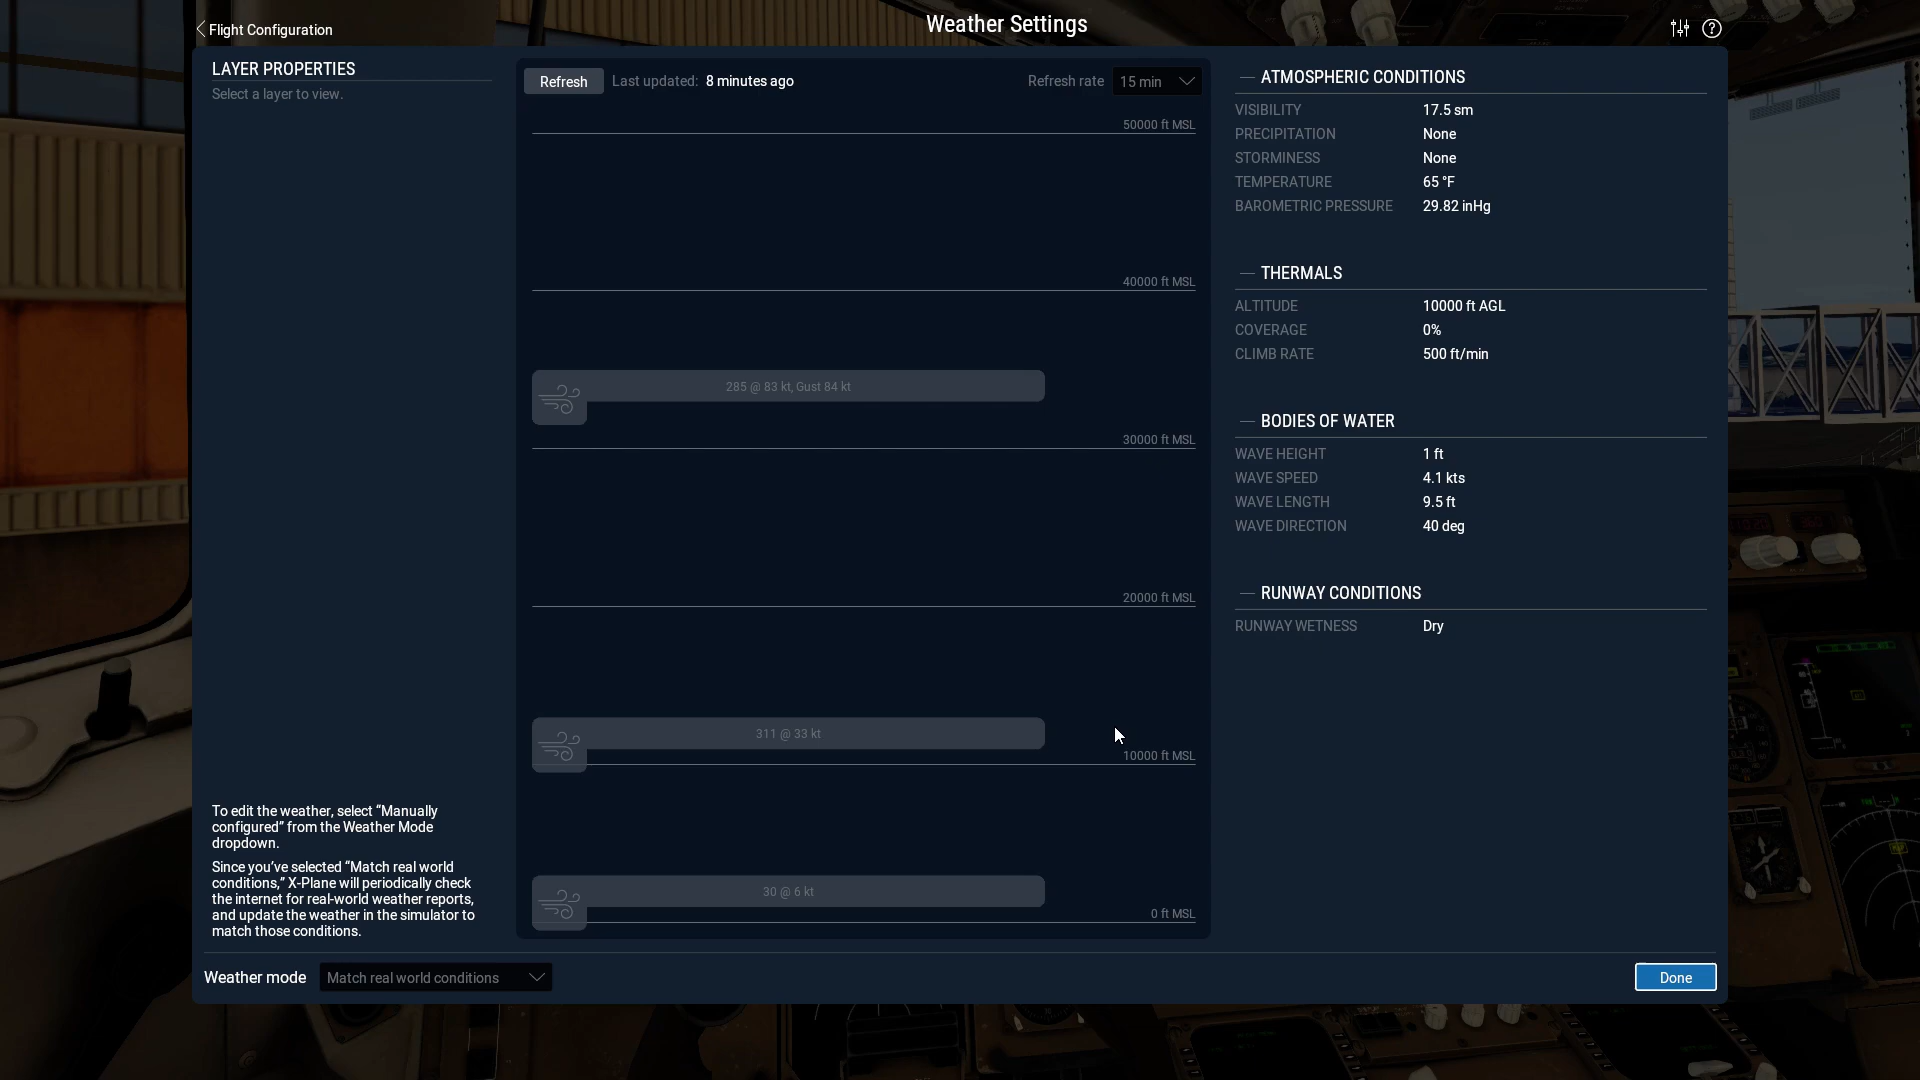 Flight Configuration
Weather Settings
LAYER PROPERTIES
Select a layer to view.
To edit the weather, select “Manually
configured” from the Weather Mode
dropdown.
Since you’ve selected “Match real world
conditions,” X-Plane will periodically check
the internet for real-world weather reports,
and update the weather in the simulator to
match those conditions.
Refresh Last updated: 8 minutes ago Refresh rate 15 min
50000 ft MSL
40000 ft MSL
285 @ 83 kt, Gust 84 kt
30000 ft MSL
20000 ft MSL
311 @ 33 kt
10000 ft MSL
30 @ 6 kt
0 ft MSL
ATMOSPHERIC CONDITIONS
VISIBILITY 17.5 sm
PRECIPITATION None
STORMINESS None
TEMPERATURE 65 °F
BAROMETRIC PRESSURE 29.82 inHg
THERMALS
ALTITUDE 10000 ft AGL
COVERAGE 0%
CLIMB RATE 500 ft/min
BODIES OF WATER
WAVE HEIGHT 1 ft
WAVE SPEED 4.1 kts
WAVE LENGTH 9.5 ft
WAVE DIRECTION 40 deg
RUNWAY CONDITIONS
RUNWAY WETNESS Dry
Weather mode Match real world conditions
Done